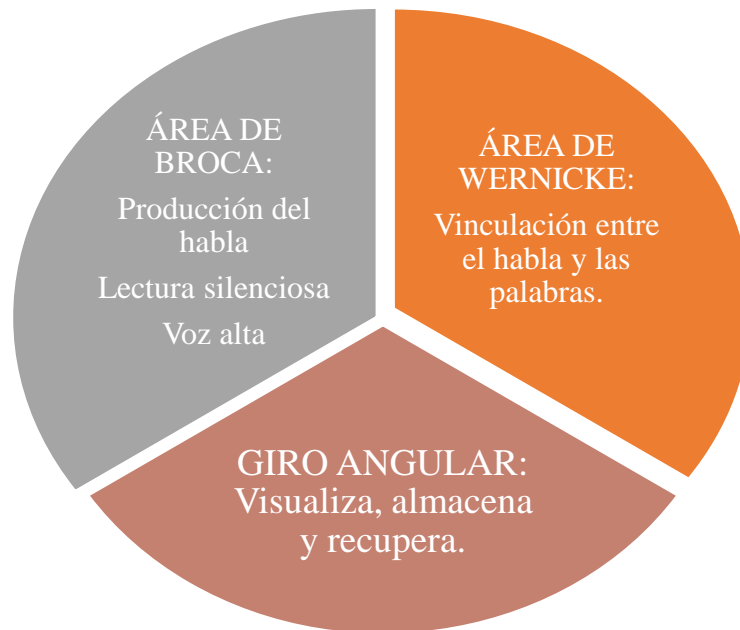 ÁREA DE
BROCA:
Producción del
habla
Lectura silenciosa
Voz alta
ÁREA DE
WERNICKE:
Vinculación entre
el habla y las
palabras.
GIRO ANGULAR:
Visualiza, almacena
y recupera.